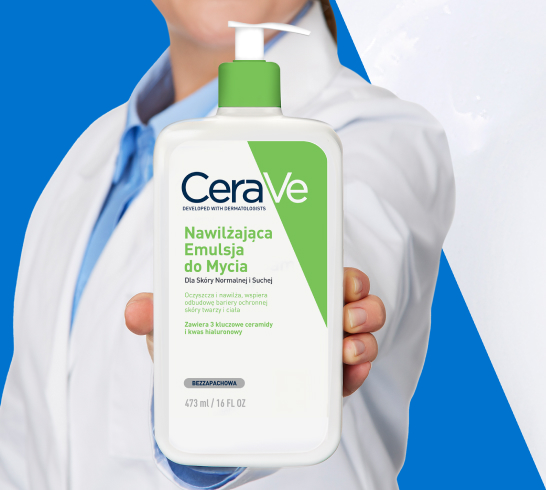 CeraVe
DEVELOPED WITH DERMATOLOGISTS
Nawilżająca
Emulsja
do Mycia
Dla Skóry Normalnej i Suchej
Oczyszcza i nawilża, wspiera
odbudowę bariery ochronnej
skóry twarzy i ciała
Zawiera 3 kluczowe ceramidy
i kwas hialuronowy
BEZZAPACHOWA
473 ml / 16 FL OZ